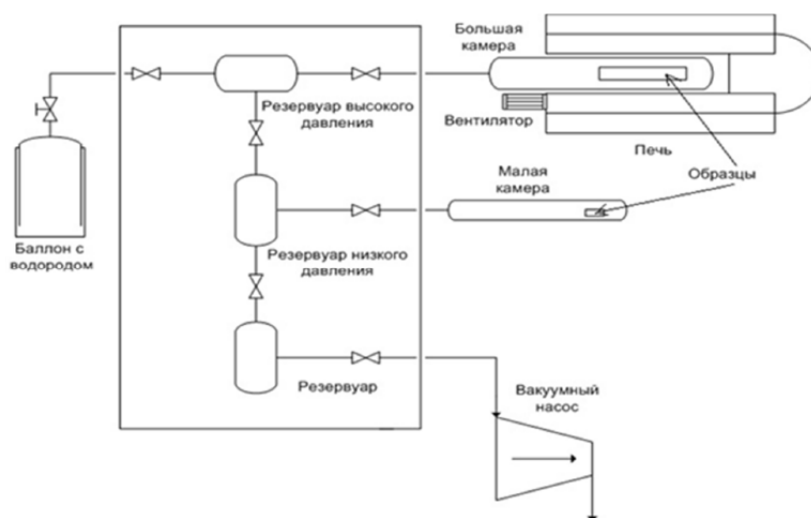 Большая
камера
Резервуар высокого
давления
Вентилятор
Печь
Малая
камера
Образцы
Баллон с
водородом
Резервуар низкого
давления
Резервуар
Вакуумный
насос